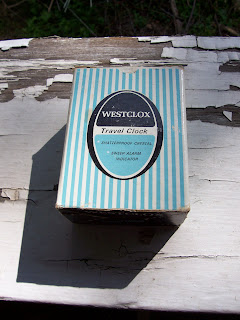 WESTCLOX
Travel Clock
SHATTERPROOF CRYSTAL
SWEEP ALARM
INDICATOR